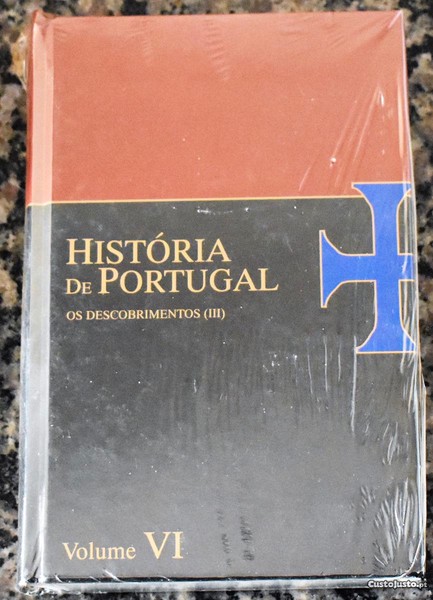 HISTÓRIA
DE PORTUGAL
OS DESCOBRIMENTOS (III)
Volume VI
CustoJusto.pt